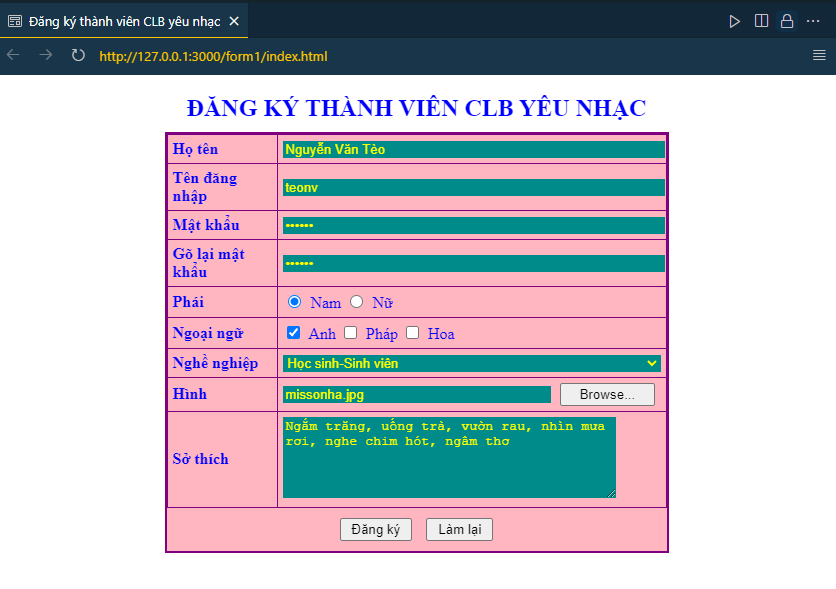 Đăng ký thành viên CLB yêu nhạc
http://127.0.0.1:3000/form1/index.html
ĐĂNG KÝ THÀNH VIÊN CLB YÊU NHẠC
Họ tên Nguyễn Văn Tèo
Tên đăng
nhập teonv
Mật khẩu ••••••
Gõ lại mật
khẩu ••••••
Phái Nam Nữ
Ngoại ngữ Anh Pháp Hoa
Nghề nghiệp Học sinh-Sinh viên
Hình missonha.jpg Browse...
Sở thích
Ngắm trăng, uống trà, vườn rau, nhìn mưa
rơi, nghe chim hót, ngâm thơ
Đăng ký Làm lại